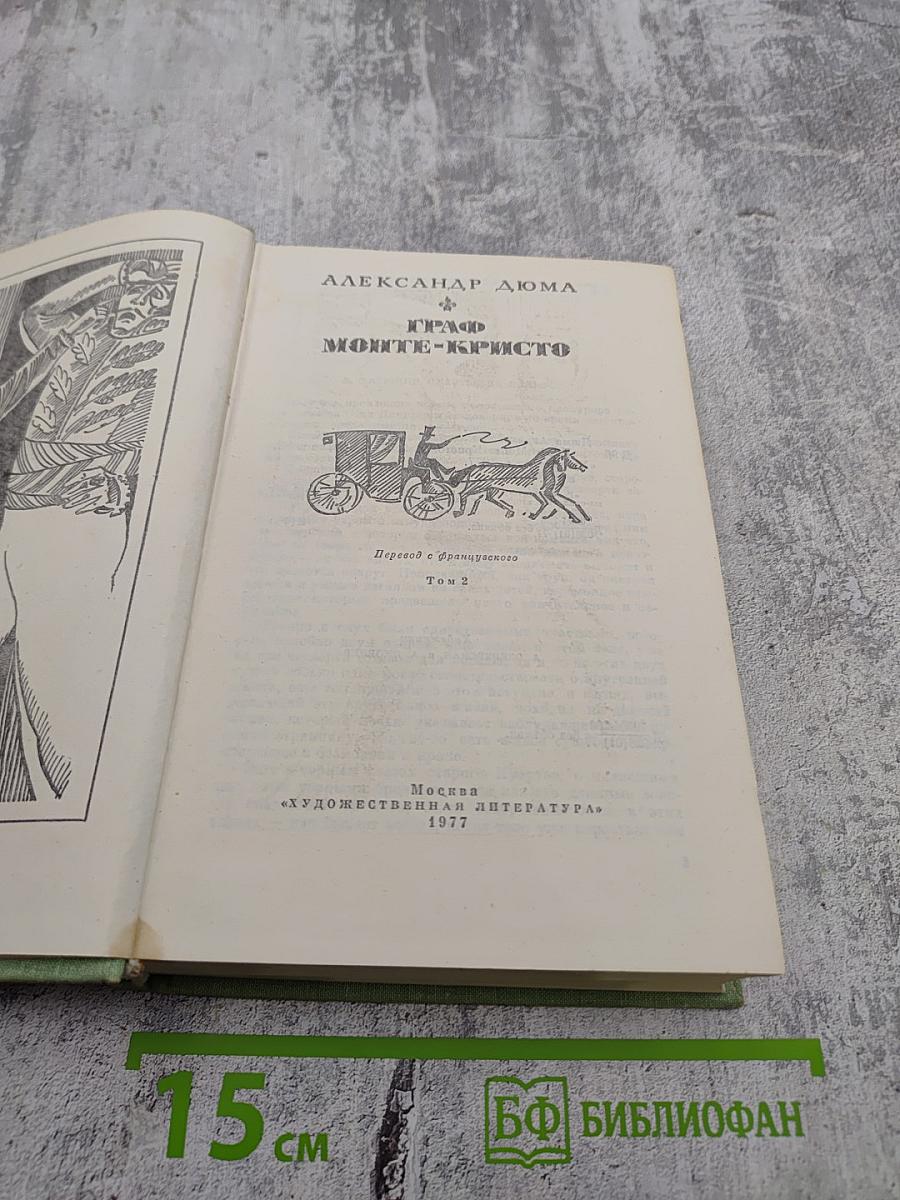 АЛЕКСАНДР ДЮМА
ГРАФ
МОНТЕ-КРИСТО
Перевод с французского
Том 2
Москва
«ХУДОЖЕСТВЕННАЯ ЛИТЕРАТУРА»
1977
15 см
БФ БИБЛИОФАН